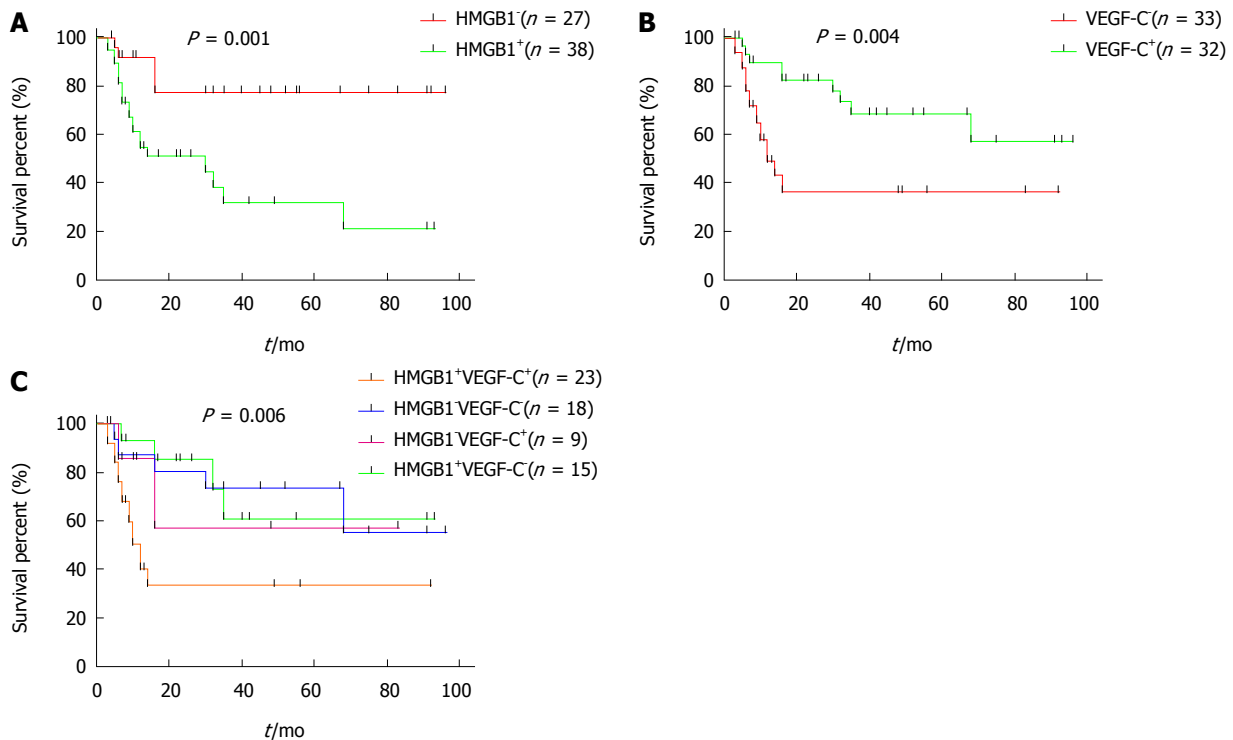 A
P = 0.001
HMGB1⁻(n = 27)
HMGB1⁺(n = 38)
Survival percent (%)
100
80
60
40
20
0
0 20 40 60 80 100
t/mo
B
P = 0.004
VEGF-C⁻(n = 33)
VEGF-C⁺(n = 32)
Survival percent (%)
100
80
60
40
20
0
0 20 40 60 80 100
t/mo
C
P = 0.006
HMGB1⁺VEGF-C⁺(n = 23)
HMGB1⁻VEGF-C⁻(n = 18)
HMGB1⁻VEGF-C⁺(n = 9)
HMGB1⁺VEGF-C⁻(n = 15)
Survival percent (%)
100
80
60
40
20
0
0 20 40 60 80 100
t/mo